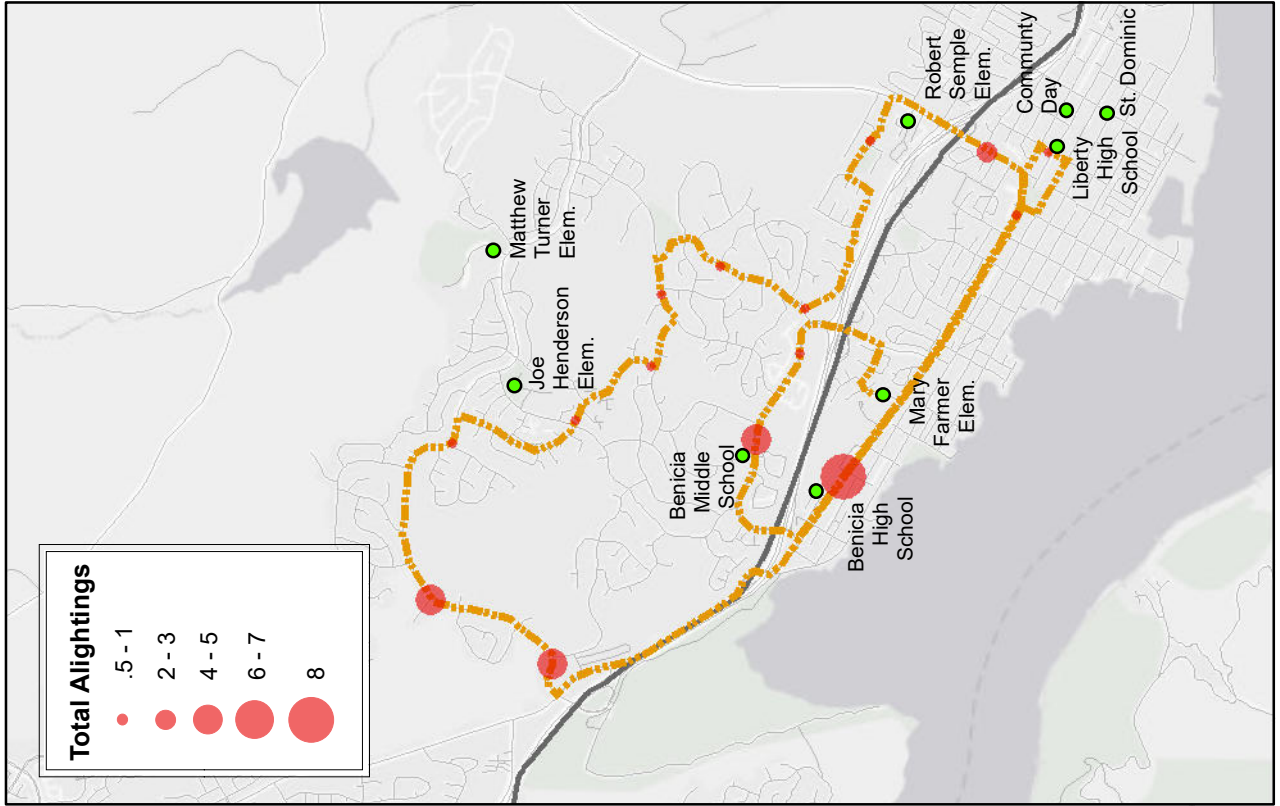 Total Alightings
.5 - 1
2 - 3
4 - 5
6 - 7
8
Matthew
Turner
Elem.
Joe
Henderson
Elem.
Robert
Semple
Elem.
Communty
Day
St. Dominic
Liberty
High
School
Mary
Farmer
Elem.
Benicia
Middle
School
Benicia
High
School